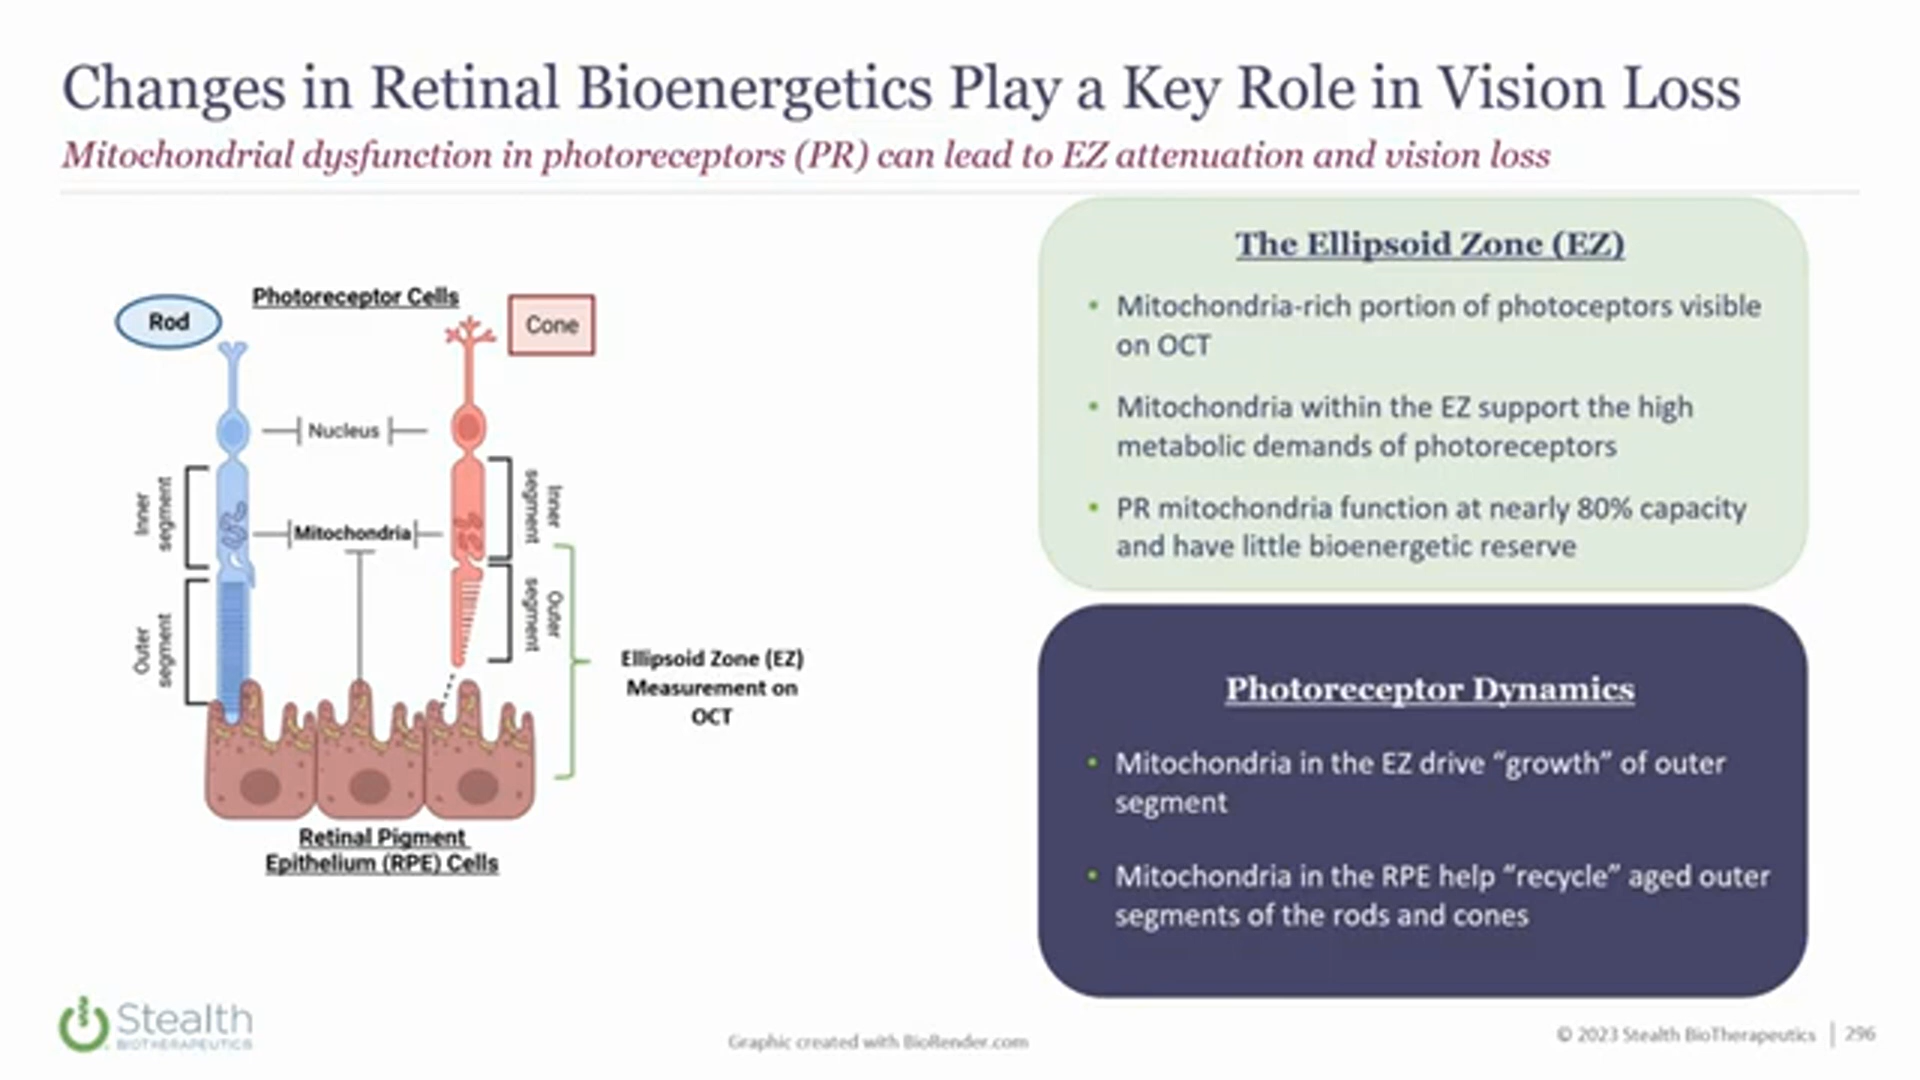 Changes in Retinal Bioenergetics Play a Key Role in Vision Loss
Mitochondrial dysfunction in photoreceptors (PR) can lead to EZ attenuation and vision loss
Photoreceptor Cells
Rod
Cone
Nucleus
Inner
segment
Mitochondria
Inner
segment
Outer
segment
Outer
segment
Ellipsoid Zone (EZ)
Measurement on
OCT
Retinal Pigment
Epithelium (RPE) Cells
The Ellipsoid Zone (EZ)
• Mitochondria-rich portion of photoceptors visible
on OCT
• Mitochondria within the EZ support the high
metabolic demands of photoreceptors
• PR mitochondria function at nearly 80% capacity
and have little bioenergetic reserve
Photoreceptor Dynamics
• Mitochondria in the EZ drive “growth” of outer
segment
• Mitochondria in the RPE help “recycle” aged outer
segments of the rods and cones
Stealth
BIOTHERAPEUTICS
Graphic created with BioRender.com
© 2023 Stealth BioTherapeutics | 296